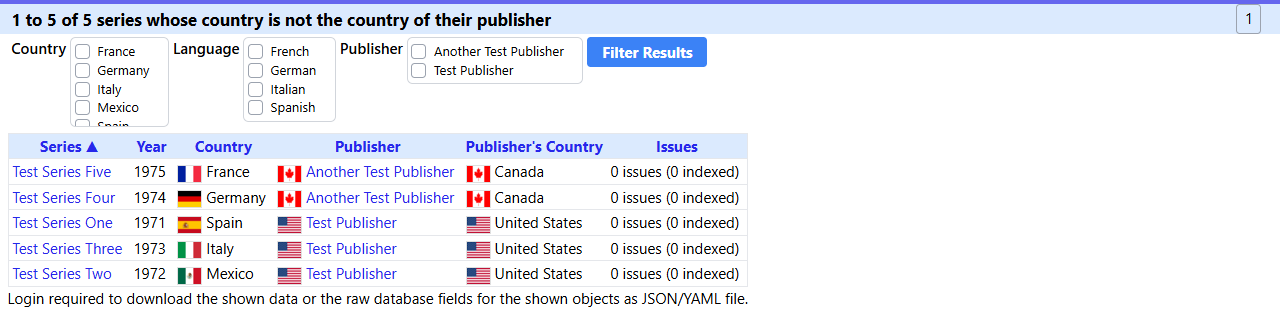 1 to 5 of 5 series whose country is not the country of their publisher
1
Country
France
Germany
Italy
Mexico
Spain
Language
French
German
Italian
Spanish
Publisher
Another Test Publisher
Test Publisher
Filter Results
Series ▲ Year Country Publisher Publisher's Country Issues
Test Series Five 1975 France Another Test Publisher Canada 0 issues (0 indexed)
Test Series Four 1974 Germany Another Test Publisher Canada 0 issues (0 indexed)
Test Series One 1971 Spain Test Publisher United States 0 issues (0 indexed)
Test Series Three 1973 Italy Test Publisher United States 0 issues (0 indexed)
Test Series Two 1972 Mexico Test Publisher United States 0 issues (0 indexed)
Login required to download the shown data or the raw database fields for the shown objects as JSON/YAML file.